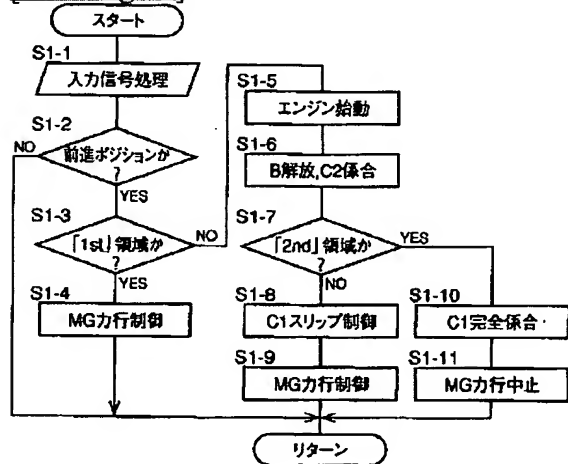 スタート
S1-1
入力信号処理
S1-2
前進ポジションか
?
NO
YES
S1-3
「1st」領域か
?
NO
YES
S1-4
MG力行制御
S1-5
エンジン始動
S1-6
B解放,C2係合
S1-7
「2nd」領域か
?
YES
NO
S1-8
C1スリップ制御
S1-9
MG力行制御
S1-10
C1完全係合
S1-11
MG力行中止
リターン